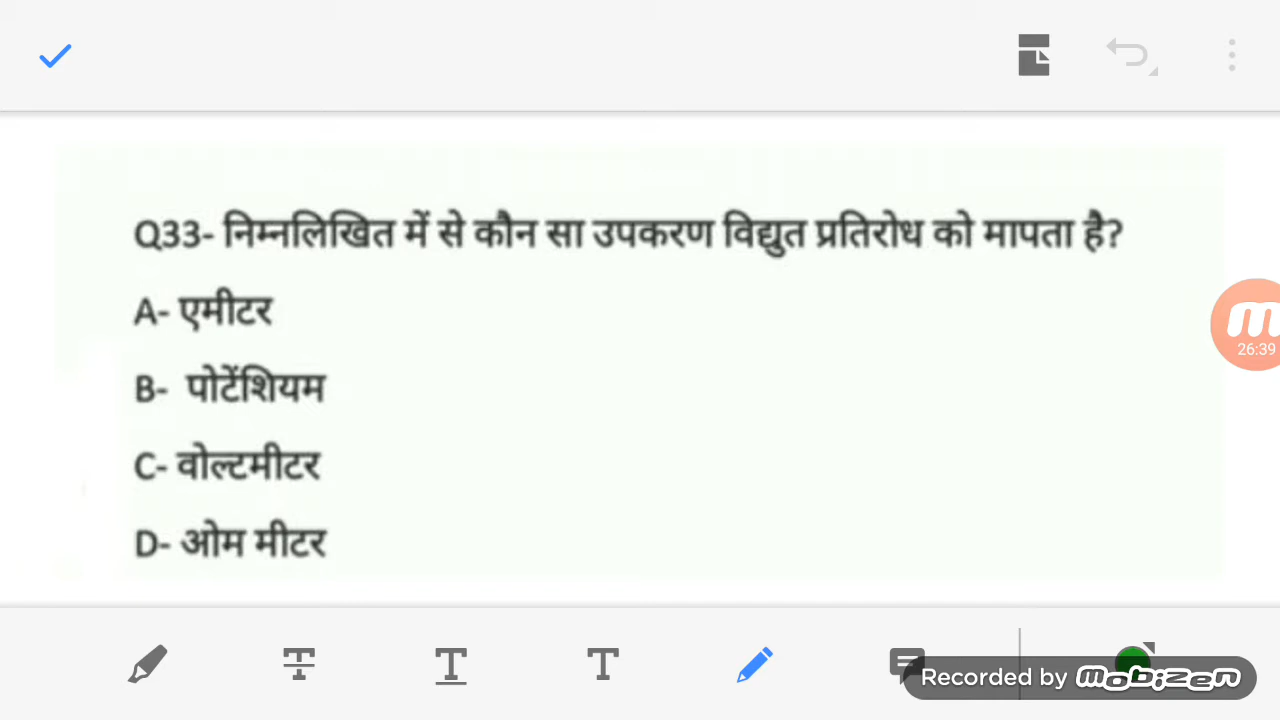 Q33- निम्नलिखित में से कौन सा उपकरण विद्युत प्रतिरोध को मापता है?
A- एमीटर
26:39
B- पोटेंशियम
C- वोल्टमीटर
D- ओम मीटर
T T T
Recorded by mobizen